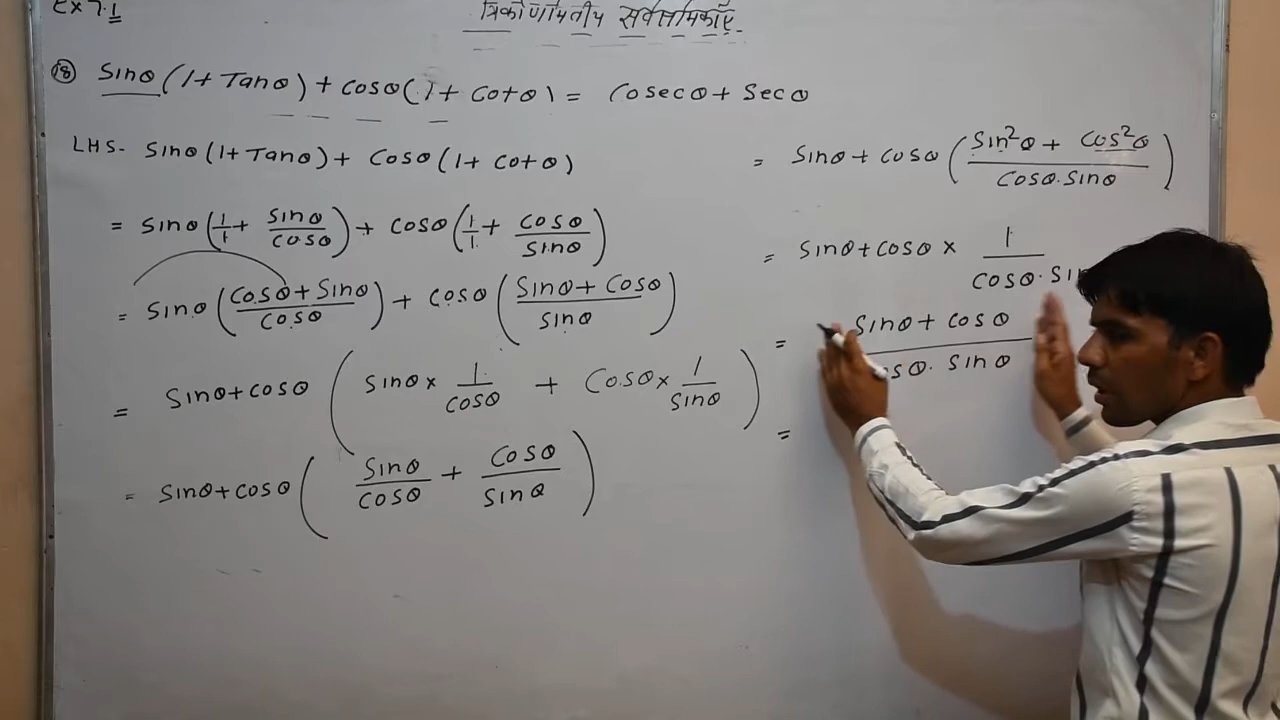 Ex 7.1
त्रिकोणमितीय सर्वसमिकाएँ
(18) Sinθ (1+ Tanθ) + Cosθ (1+ Cotθ) = Cosecθ + Secθ
LHS- Sinθ (1+Tanθ) + Cosθ (1+ Cotθ)
= Sinθ (1/1 + Sinθ/Cosθ) + Cosθ (1/1 + Cosθ/Sinθ)
= Sinθ (Cosθ + Sinθ/Cosθ) + Cosθ (Sinθ + Cosθ/Sinθ)
= Sinθ+Cosθ (Sinθ × 1/Cosθ + Cosθ × 1/Sinθ)
= Sinθ+Cosθ (Sinθ/Cosθ + Cosθ/Sinθ)
= Sinθ + Cosθ (Sin²θ + Cos²θ/Cosθ.Sinθ)
= Sinθ+Cosθ × 1/Cosθ.Sin
= Sinθ + Cosθ/sθ. Sinθ
=